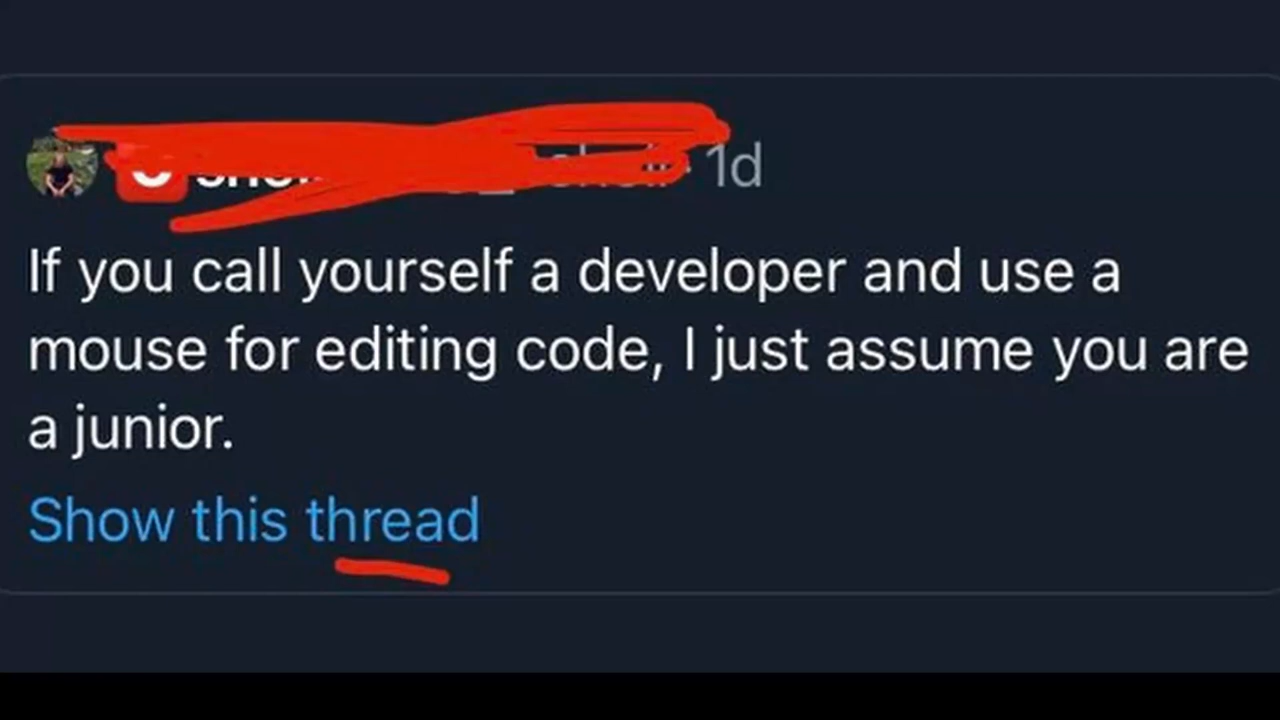 1d
If you call yourself a developer and use a
mouse for editing code, I just assume you are
a junior.
Show this thread